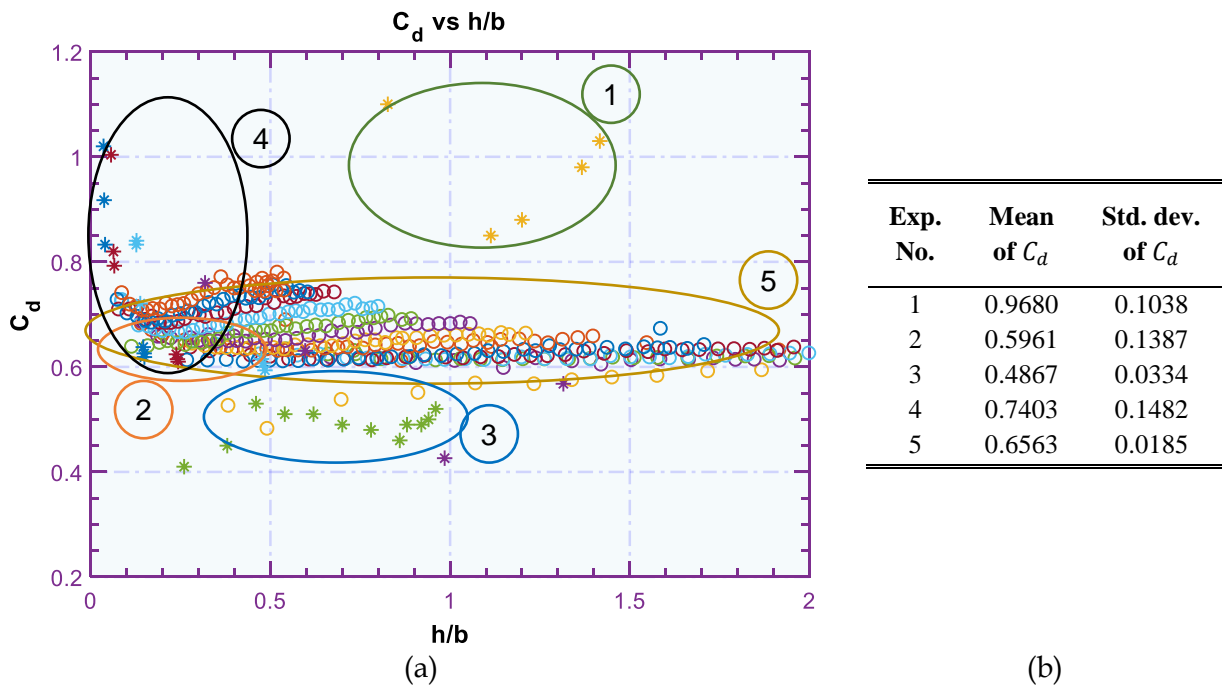 C_d vs h/b
1.2
1
0.8
0.6
0.4
0.2
C_d
0
0.5
1
1.5
2
h/b
1
4
5
2
3
(a)
Exp. No. Mean of C_d Std. dev. of C_d
1 0.9680 0.1038
2 0.5961 0.1387
3 0.4867 0.0334
4 0.7403 0.1482
5 0.6563 0.0185
(b)